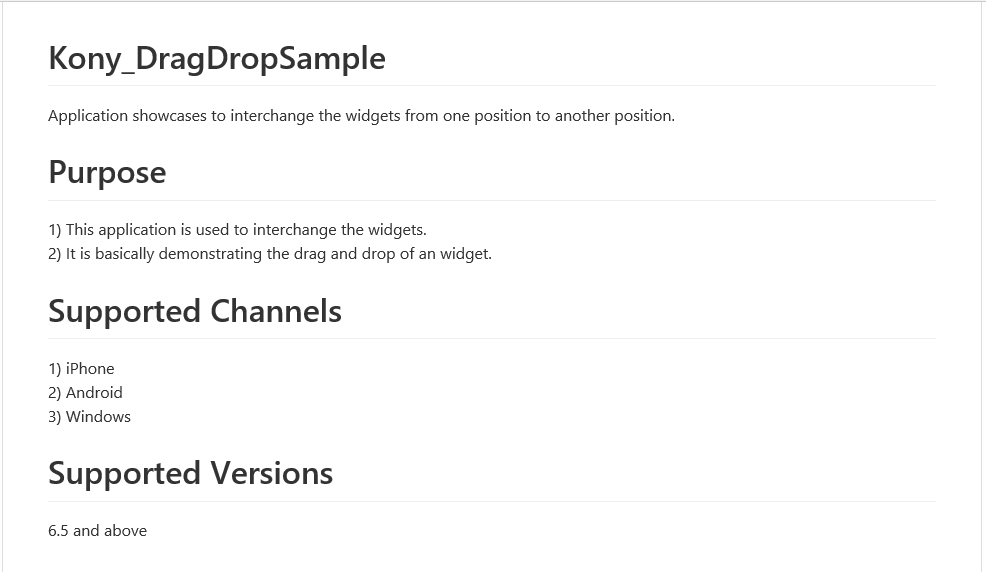 Kony_DragDropSample
Application showcases to interchange the widgets from one position to another position.
Purpose
1) This application is used to interchange the widgets.
2) It is basically demonstrating the drag and drop of an widget.
Supported Channels
1) iPhone
2) Android
3) Windows
Supported Versions
6.5 and above